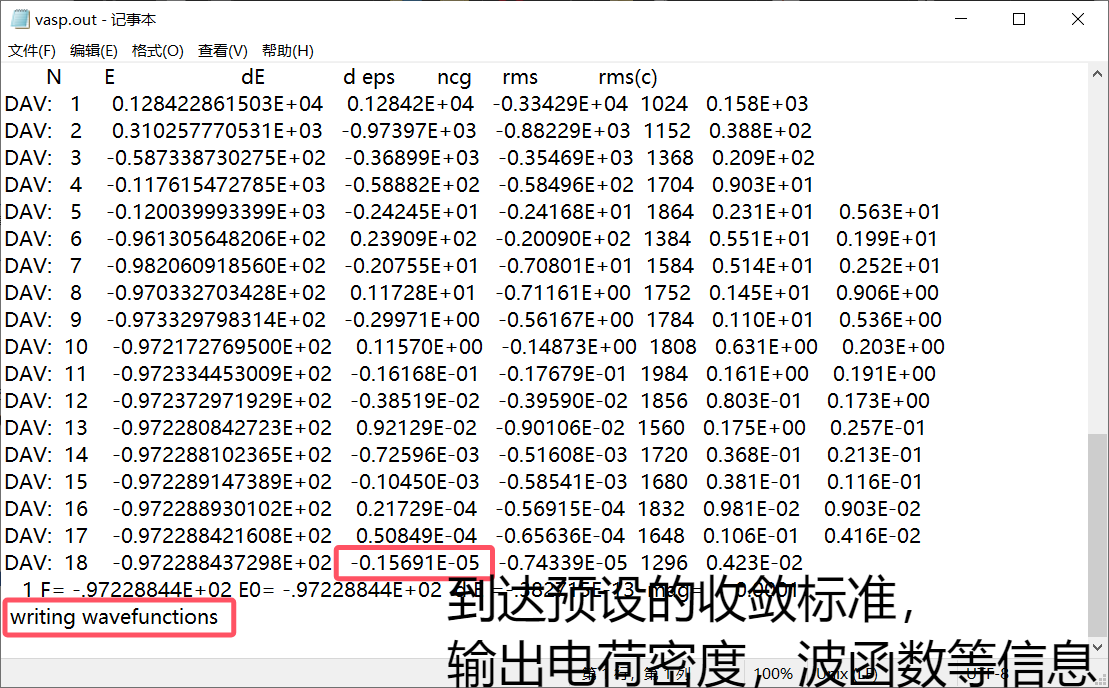 vasp.out - 记事本
文件(F) 编辑(E) 格式(O) 查看(V) 帮助(H)
N E dE d eps ncg rms rms(c)
DAV: 1 0.128422861503E+04 0.12842E+04 -0.33429E+04 1024 0.158E+03
DAV: 2 0.310257770531E+03 -0.97397E+03 -0.88229E+03 1152 0.388E+02
DAV: 3 -0.587338730275E+02 -0.36899E+03 -0.35469E+03 1368 0.209E+02
DAV: 4 -0.117615472785E+03 -0.58882E+02 -0.58496E+02 1704 0.903E+01
DAV: 5 -0.120039993399E+03 -0.24245E+01 -0.24168E+01 1864 0.231E+01 0.563E+01
DAV: 6 -0.961305648206E+02 0.23909E+02 -0.20090E+02 1384 0.551E+01 0.199E+01
DAV: 7 -0.982060918560E+02 -0.20755E+01 -0.70801E+01 1584 0.514E+01 0.252E+01
DAV: 8 -0.970332703428E+02 0.11728E+01 -0.71161E+00 1752 0.145E+01 0.906E+00
DAV: 9 -0.973329798314E+02 -0.29971E+00 -0.56167E+00 1784 0.110E+01 0.536E+00
DAV: 10 -0.972172769500E+02 0.11570E+00 -0.14873E+00 1808 0.631E+00 0.203E+00
DAV: 11 -0.972334453009E+02 -0.16168E-01 -0.17679E-01 1984 0.161E+00 0.191E+00
DAV: 12 -0.972372971929E+02 -0.38519E-02 -0.39590E-02 1856 0.803E-01 0.173E+00
DAV: 13 -0.972280842723E+02 0.92129E-02 -0.90106E-02 1560 0.175E+00 0.257E-01
DAV: 14 -0.972288102365E+02 -0.72596E-03 -0.51608E-03 1720 0.368E-01 0.213E-01
DAV: 15 -0.972289147389E+02 -0.10450E-03 -0.58541E-03 1680 0.381E-01 0.116E-01
DAV: 16 -0.972288930102E+02 0.21729E-04 -0.56915E-04 1832 0.981E-02 0.903E-02
DAV: 17 -0.972288421608E+02 0.50849E-04 -0.65636E-04 1648 0.106E-01 0.416E-02
DAV: 18 -0.972288437298E+02 -0.15691E-05 -0.74339E-05 1296 0.423E-02
1 F= -.97228844E+02 E0= -.97228844E+02 mag= 0.0001
writing wavefunctions
到达预设的收敛标准，
输出电荷密度，波函数等信息
第 1 行，第 1 列 100% Unix (LF) UTF-8